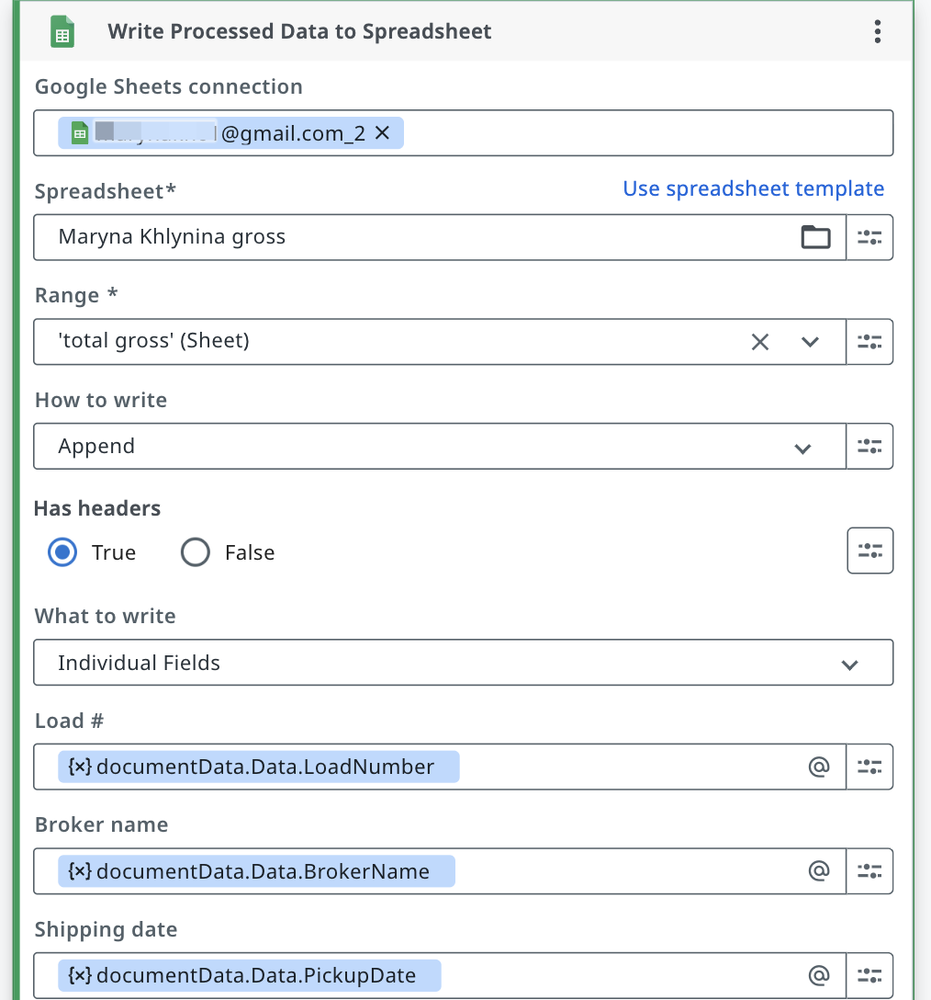 Write Processed Data to Spreadsheet
Google Sheets connection
@gmail.com_2
Spreadsheet*
Use spreadsheet template
Maryna Khlynina gross
Range *
'total gross' (Sheet)
How to write
Append
Has headers
True False
What to write
Individual Fields
Load #
{×} documentData.Data.LoadNumber @
Broker name
{×} documentData.Data.BrokerName @
Shipping date
{×} documentData.Data.PickupDate @